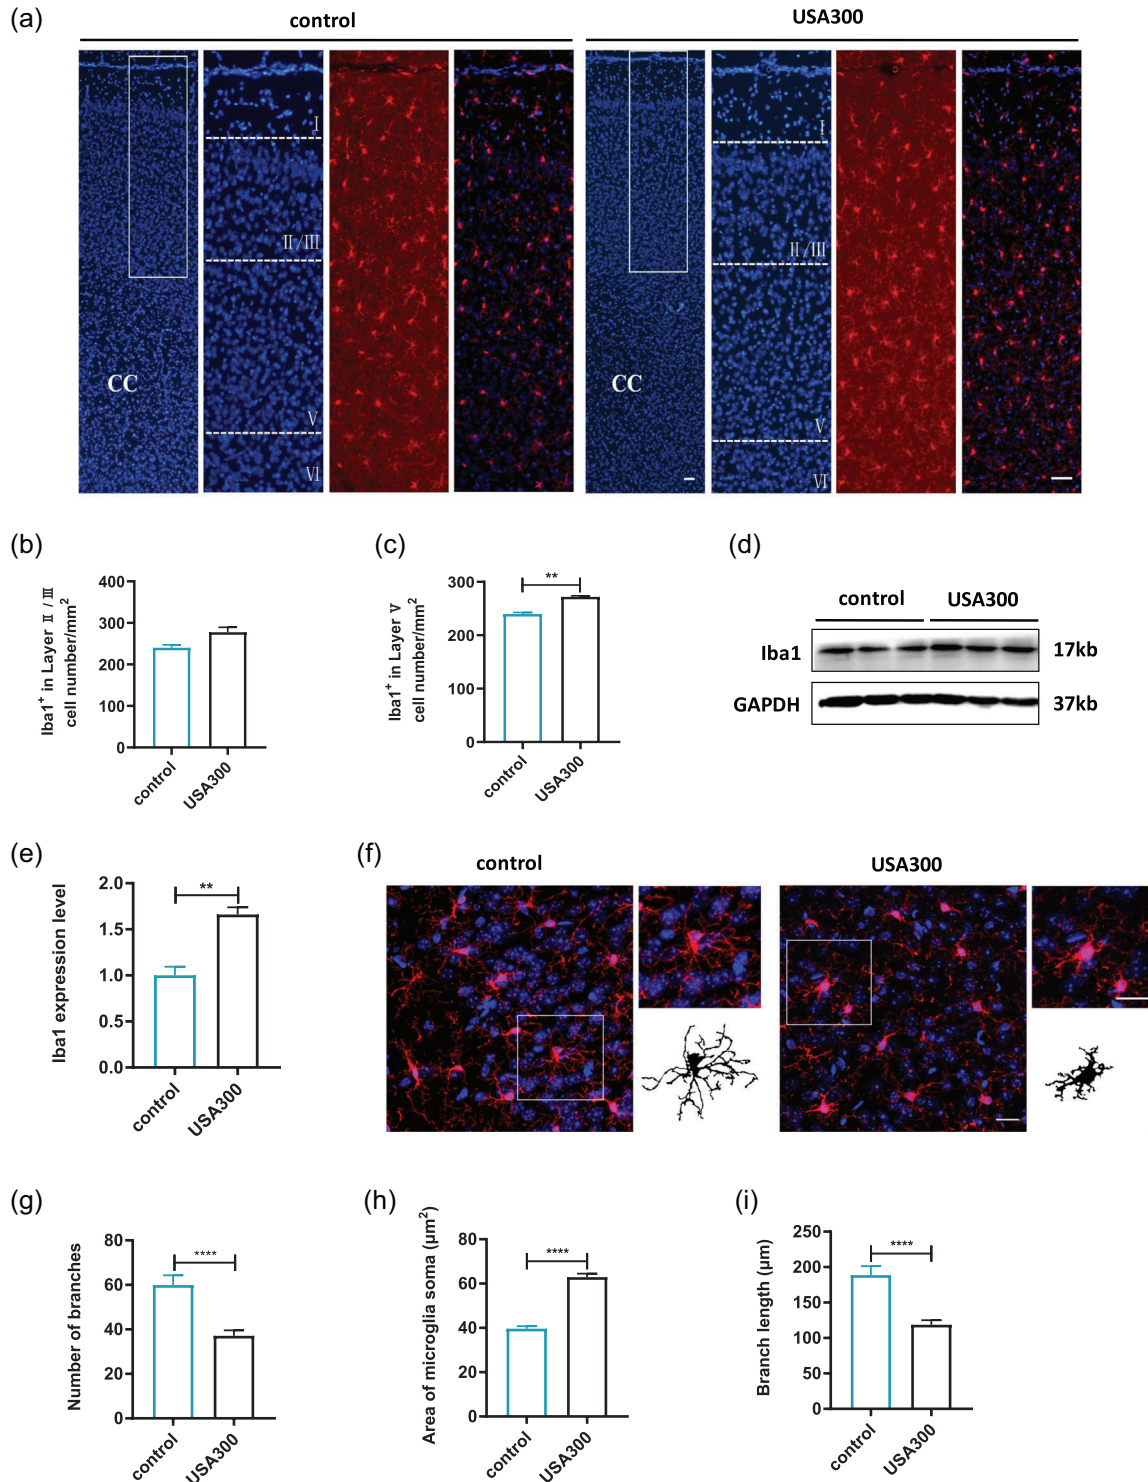 (a)
control
USA300
I
II/III
V
VI
CC
I
II/III
V
VI
CC
(b)
Iba1+ in Layer II/III
cell number/mm2
400
300
200
100
0
control
USA300
(c)
Iba1+ in Layer V
cell number/mm2
300
200
100
0
**
control
USA300
(d)
control
USA300
Iba1
17kb
GAPDH
37kb
(e)
Iba1 expression level
2.0
1.5
1.0
0.5
0.0
**
control
USA300
(f)
control
USA300
(g)
Number of branches
80
60
40
20
0
****
control
USA300
(h)
Area of microglia soma (μm2)
80
60
40
20
0
****
control
USA300
(i)
Branch length (μm)
250
200
150
100
50
0
****
control
USA300